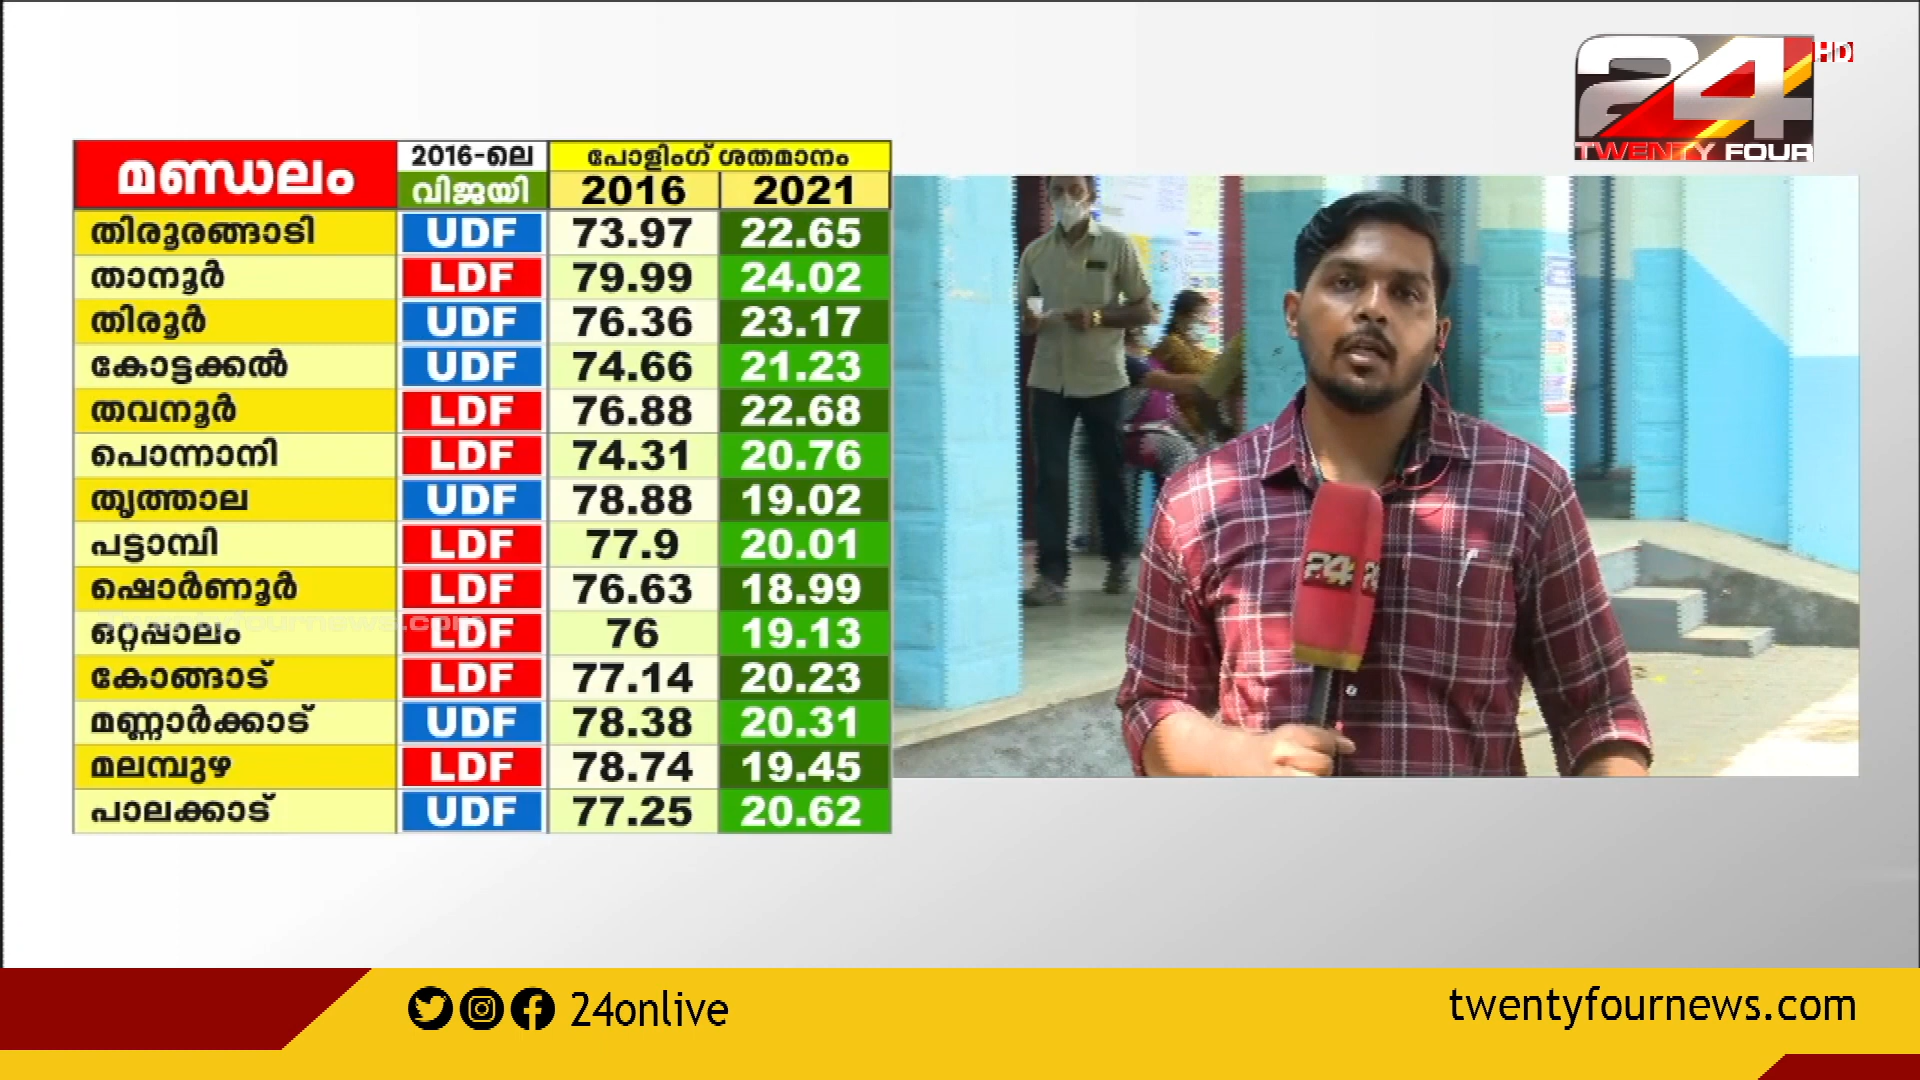 24 HD
TWENTY FOUR
മണ്ഡലം 2016-ലെ വിജയി പോളിംഗ് ശതമാനം
2016 2021
തിരൂരങ്ങാടി UDF 73.97 22.65
താനൂർ LDF 79.99 24.02
തിരൂർ UDF 76.36 23.17
കോട്ടക്കൽ UDF 74.66 21.23
തവനൂർ LDF 76.88 22.68
പൊന്നാനി LDF 74.31 20.76
തൃത്താല UDF 78.88 19.02
പട്ടാമ്പി LDF 77.9 20.01
ഷൊർണൂർ LDF 76.63 18.99
ഒറ്റപ്പാലം LDF 76 19.13
കോങ്ങാട് LDF 77.14 20.23
മണ്ണാർക്കാട് UDF 78.38 20.31
മലമ്പുഴ LDF 78.74 19.45
പാലക്കാട് UDF 77.25 20.62
24
24onlive
twentyfournews.com